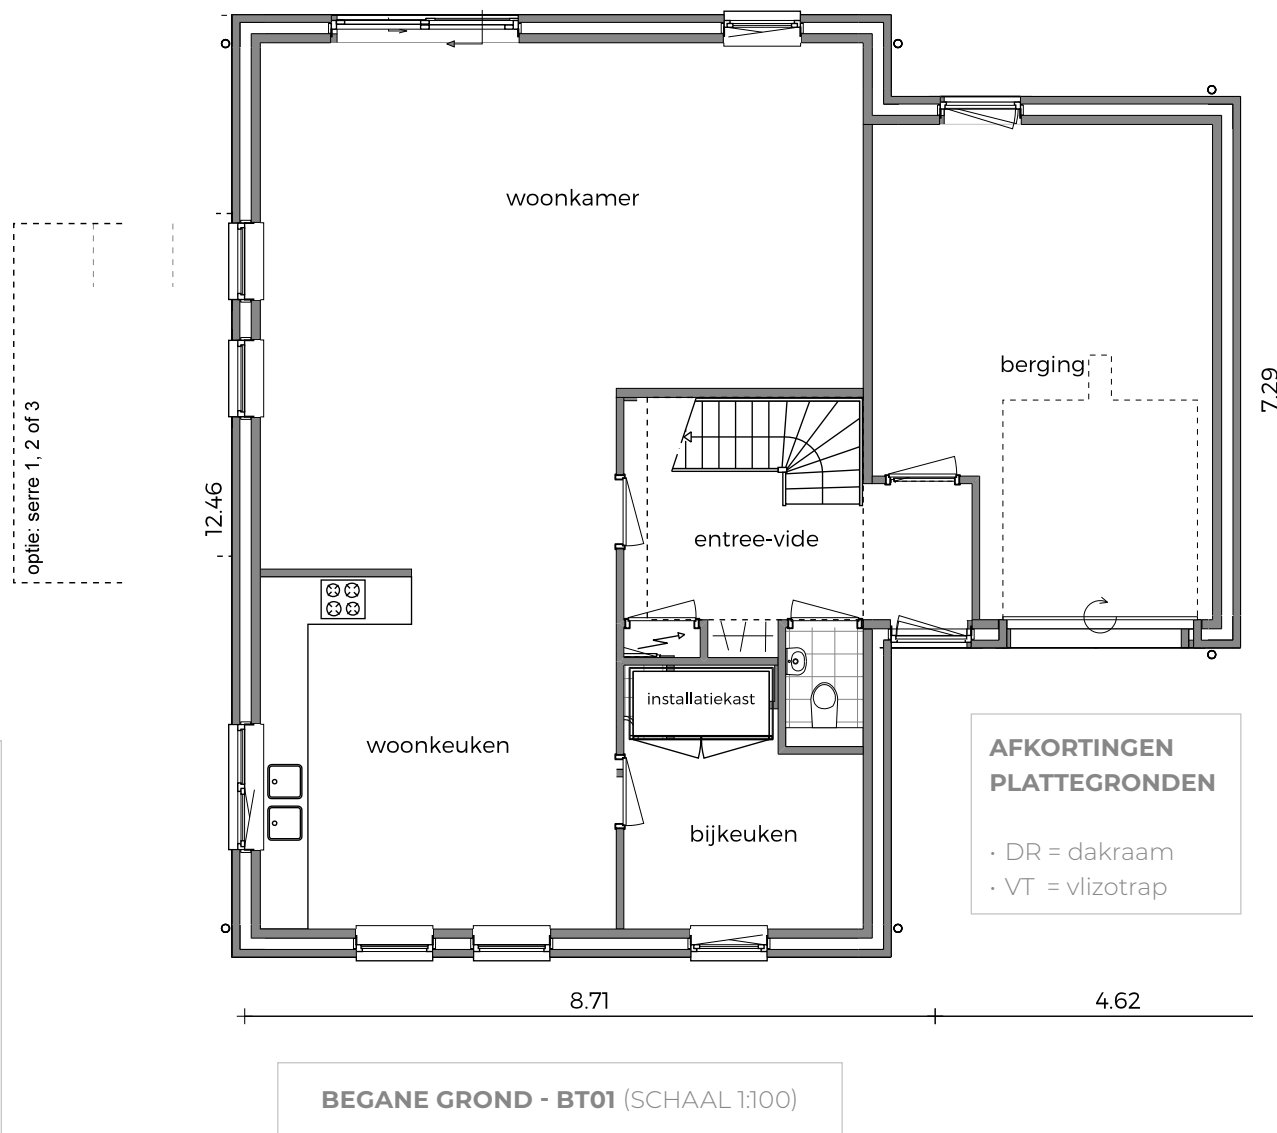 woonkamer
berging
7.29
optie: serre 1, 2 of 3
12.46
entree-vide
installatiekast
woonkeuken
bijkeuken
AFKORTINGEN
PLATTEGRONDEN
· DR = dakraam
· VT = vlizotrap
8.71
4.62
BEGANE GROND - BT01 (SCHAAL 1:100)